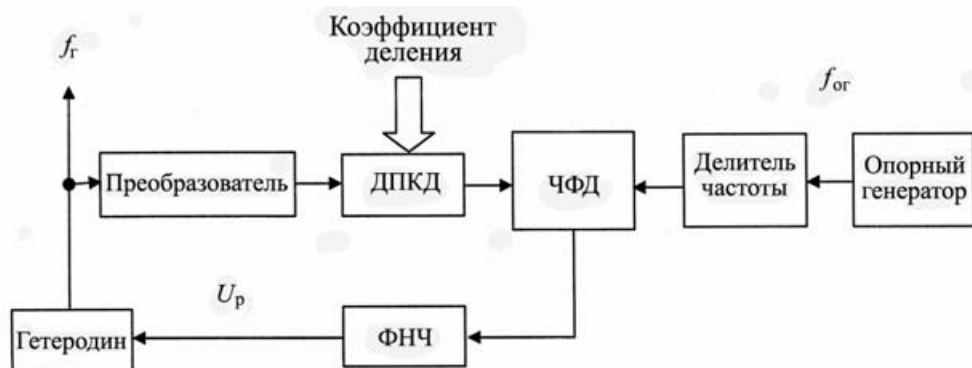 Коэффициент
деления
fг
fог
Преобразователь
ДПКД
ЧФД
Делитель
частоты
Опорный
генератор
Uр
Гетеродин
ФНЧ